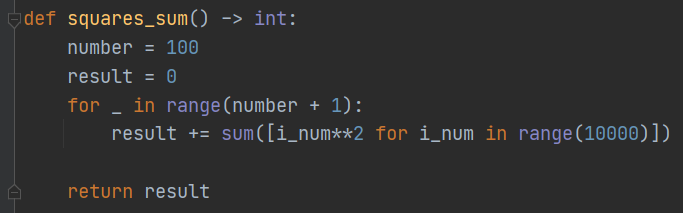 def squares_sum() -> int:
    number = 100
    result = 0
    for _ in range(number + 1):
        result += sum([i_num**2 for i_num in range(10000)])
    return result